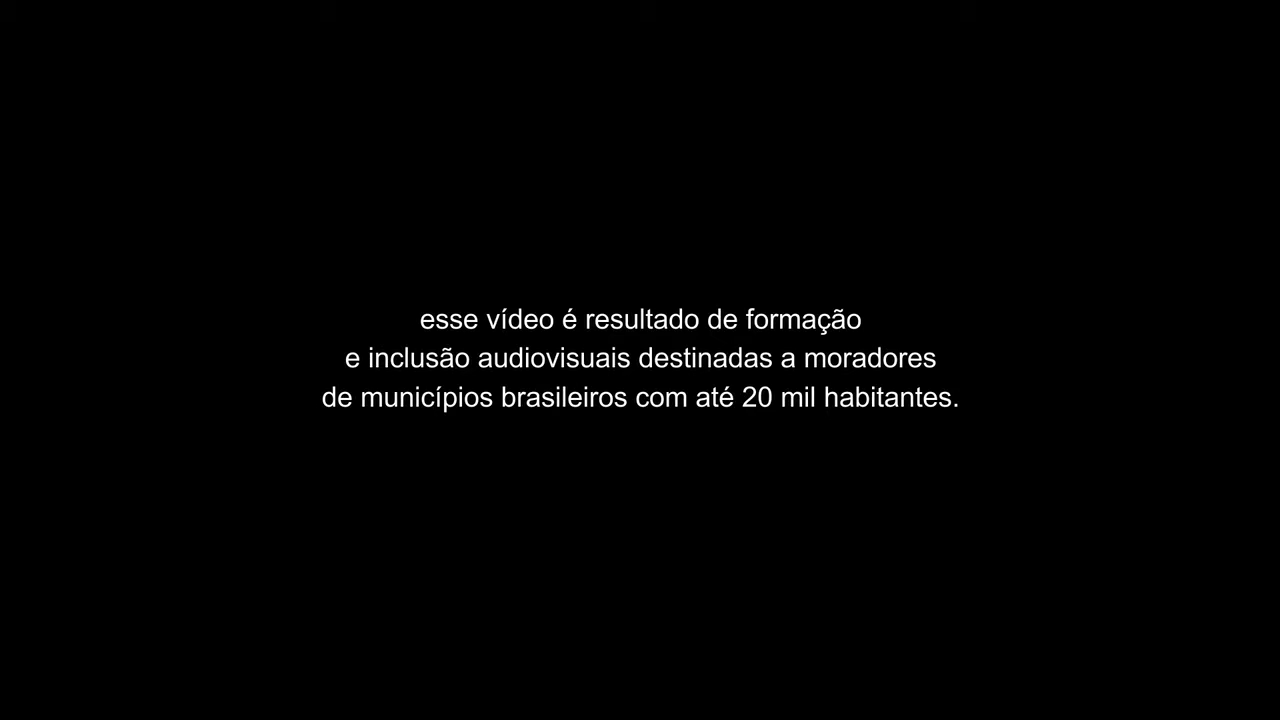 esse vídeo é resultado de formação
e inclusão audiovisuais destinadas a moradores
de municípios brasileiros com até 20 mil habitantes.